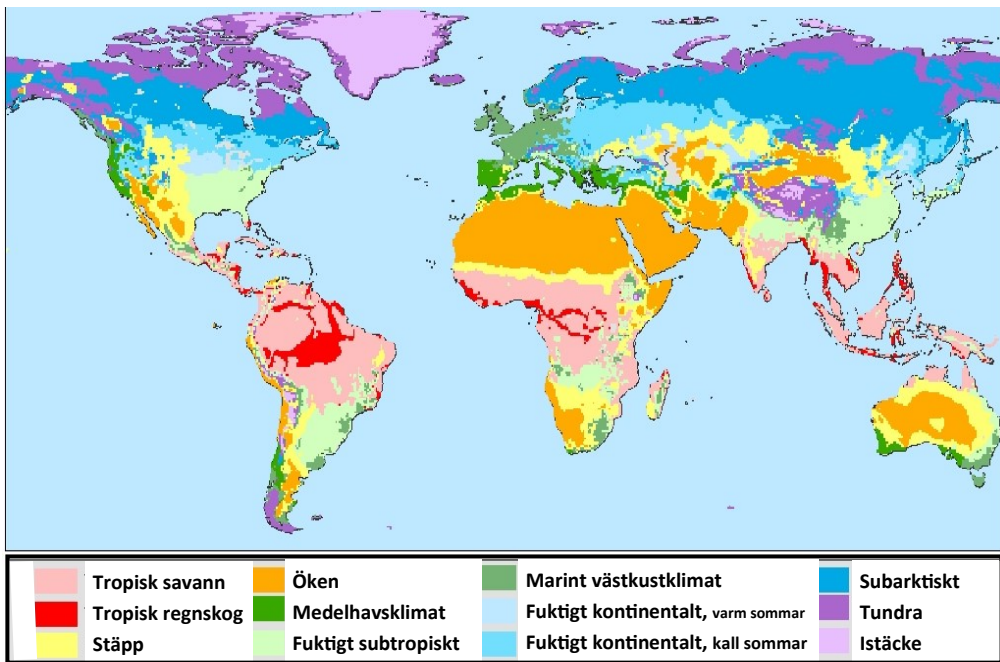 Tropisk savann
Tropisk regnskog
Stäpp
Öken
Medelhavsklimat
Fuktigt subtropiskt
Marint västkustklimat
Fuktigt kontinentalt, varm sommar
Fuktigt kontinentalt, kall sommar
Subarktiskt
Tundra
Istäcke